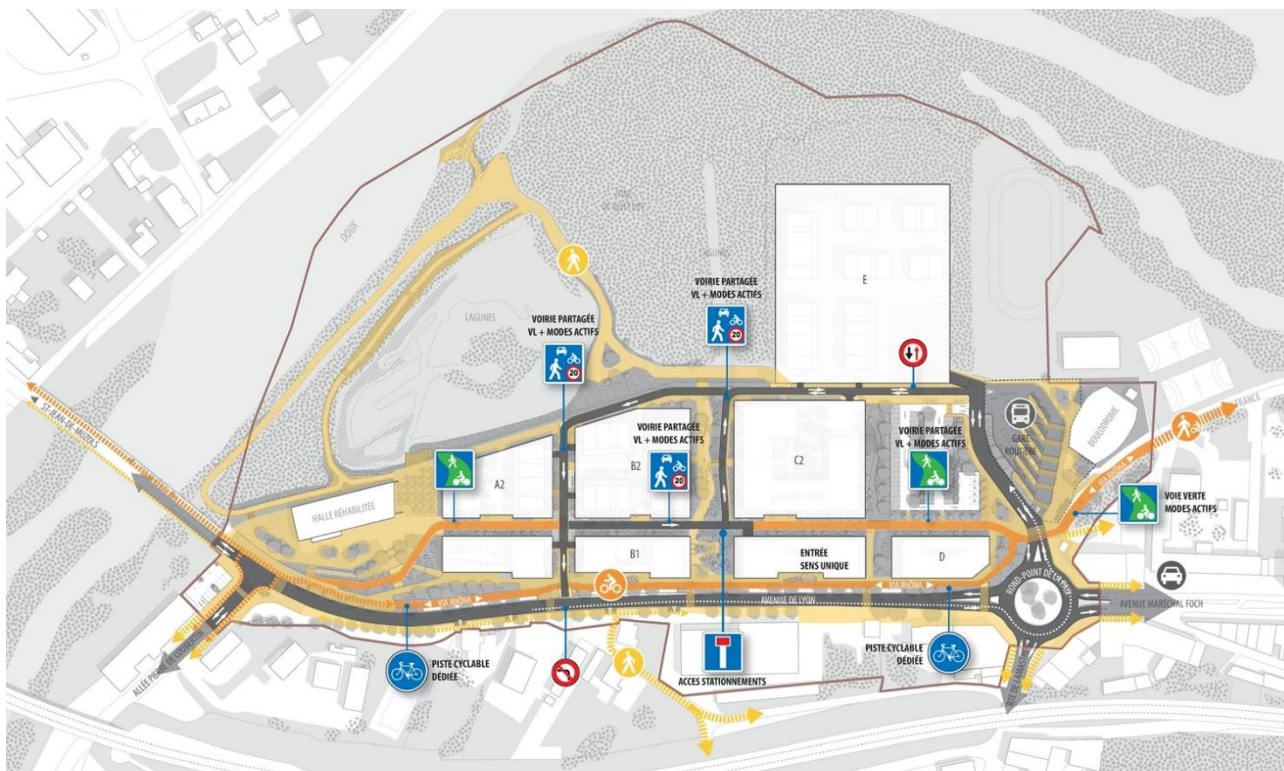 DOUX
LAGUNES
LAGUNES
VOIRIE PARTAGÉE
VL + MODES ACTIFS
20
VOIRIE PARTAGÉE
VL + MODES ACTIFS
20
E
ST-JEAN-DE-MUZOLS
FRANCE
BOULODROME
GARE
ROUTIÈRE
VIA RHÔNA
VOIRIE PARTAGÉE
VL + MODES ACTIFS
20
B2
A2
C2
VOIRIE PARTAGÉE
VL + MODES ACTIFS
VOIE VERTE
MODES ACTIFS
HALLE RÉHABILITÉE
B1
ENTRÉE
SENS UNIQUE
D
VIA RHÔNA
VIA RHÔNA
AVENUE DE LYON
ROND-POINT DE LA PAIX
AVENUE MARÉCHAL FOCH
PISTE CYCLABLE
DÉDIÉE
ACCES STATIONNEMENTS
PISTE CYCLABLE
DÉDIÉE